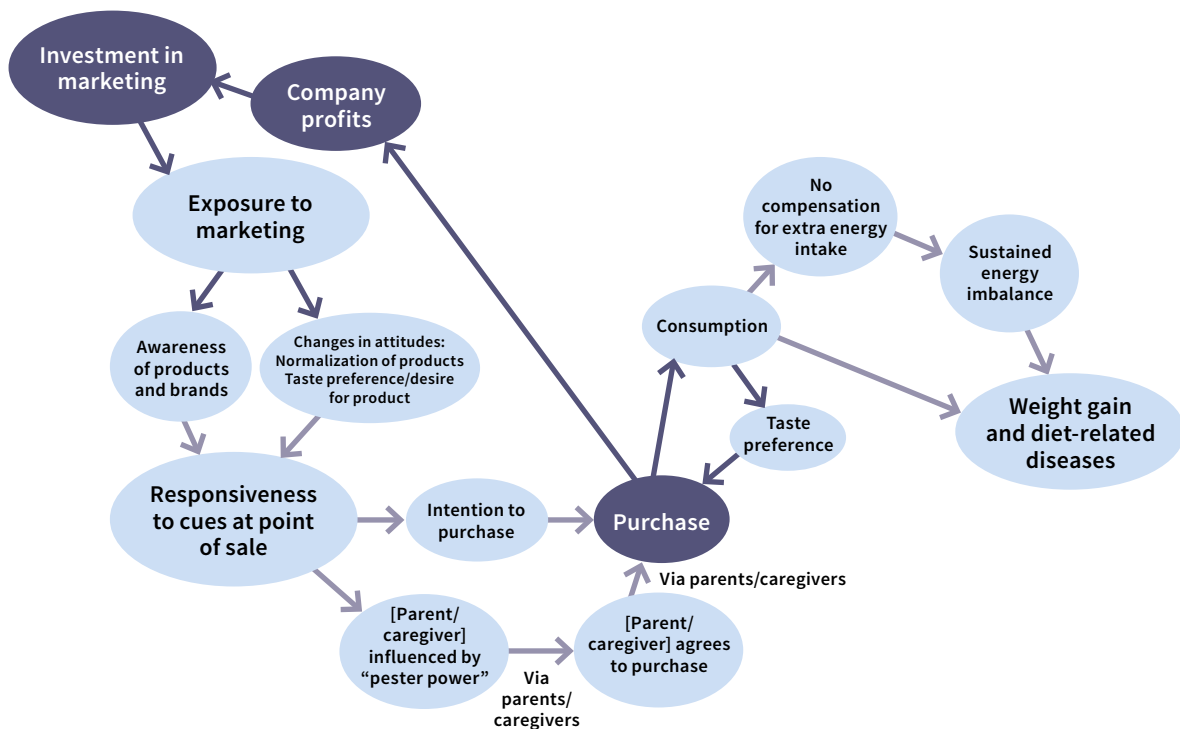 Investment in
marketing
Company
profits
Exposure to
marketing
Awareness
of products
and brands
Changes in attitudes:
Normalization of products
Taste preference/desire
for product
Responsiveness
to cues at point
of sale
Intention to
purchase
Purchase
[Parent/
caregiver]
influenced by
“pester power”
Via
parents/
caregivers
[Parent/
caregiver] agrees
to purchase
Via parents/caregivers
Consumption
Taste
preference
No
compensation
for extra energy
intake
Sustained
energy
imbalance
Weight gain
and diet-related
diseases